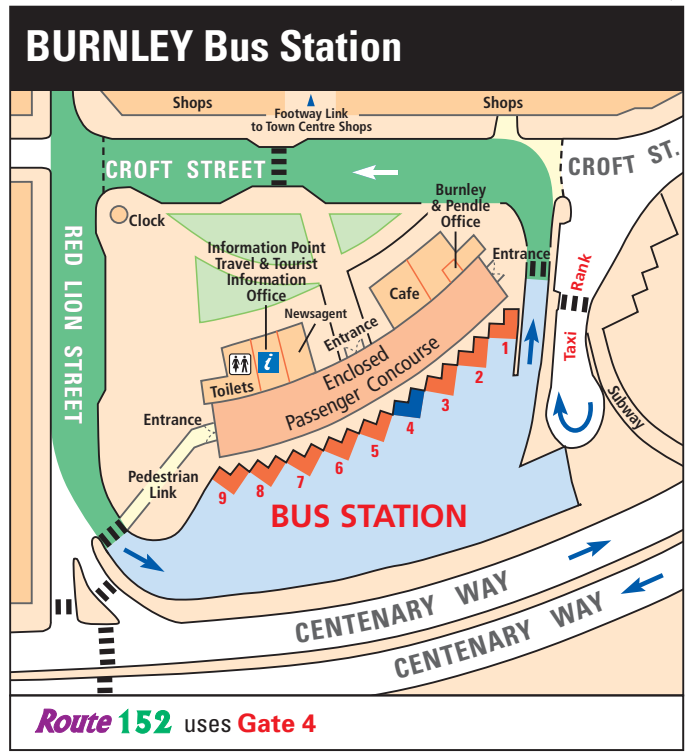 BURNLEY Bus Station
Shops
Footway Link
to Town Centre Shops
Shops
CROFT STREET
CROFT ST.
Clock
Burnley
& Pendle
Office
RED LION STREET
Information Point
Travel & Tourist
Information
Office
Entrance
Rank
Taxi
Cafe
Newsagent
Entrance
Enclosed
Passenger Concourse
i
Toilets
Subway
1
2
3
4
5
6
7
8
9
Entrance
Pedestrian
Link
BUS STATION
CENTENARY WAY
CENTENARY WAY
Route 152 uses Gate 4